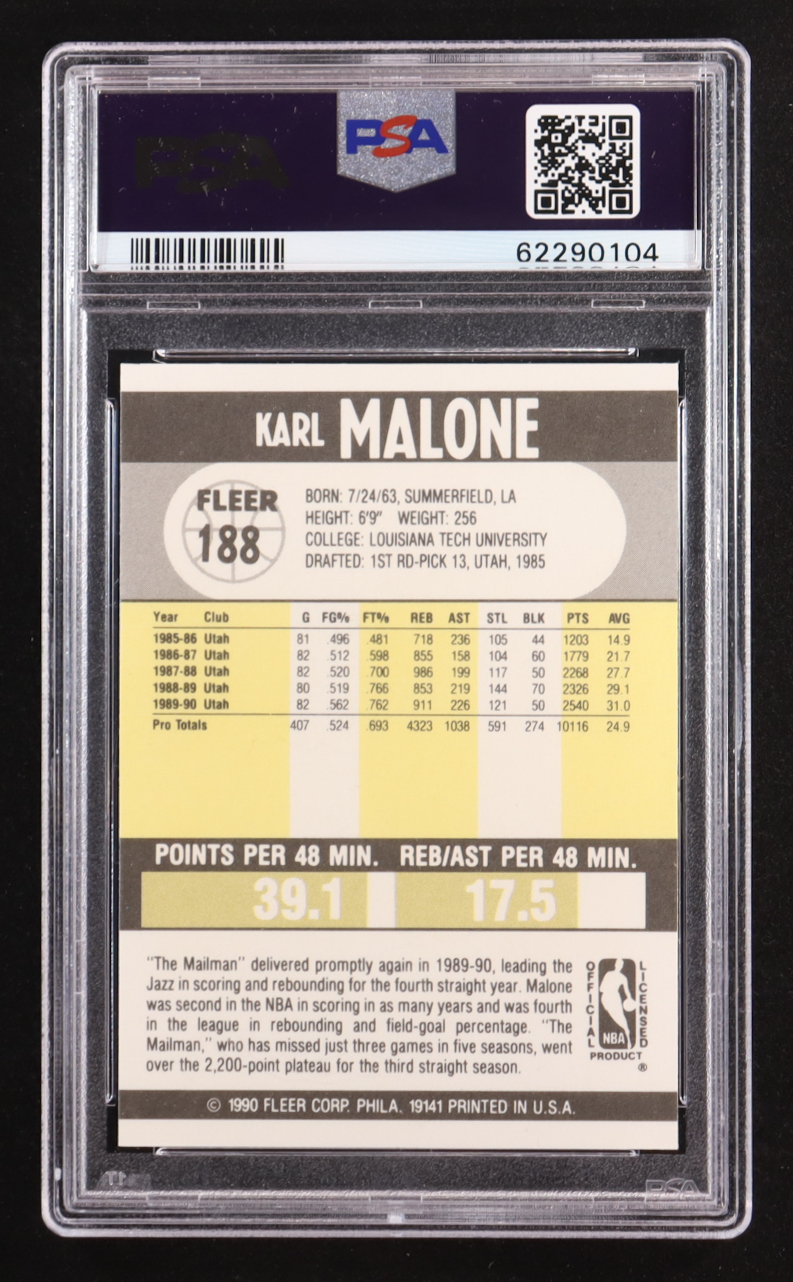 PSA
PSA
62290104
KARL MALONE
FLEER
188
BORN: 7/24/63, SUMMERFIELD, LA
HEIGHT: 6'9" WEIGHT: 256
COLLEGE: LOUISIANA TECH UNIVERSITY
DRAFTED: 1ST RD-PICK 13, UTAH, 1985
Year Club G FG% FT% REB AST STL BLK PTS AVG
1985-86 Utah 81 .496 .481 718 236 105 44 1203 14.9
1986-87 Utah 82 .512 .598 855 158 104 60 1779 21.7
1987-88 Utah 82 .520 .700 986 199 117 50 2268 27.7
1988-89 Utah 80 .519 .766 853 219 144 70 2326 29.1
1989-90 Utah 82 .562 .762 911 226 121 50 2540 31.0
Pro Totals 407 .524 .693 4323 1038 591 274 10116 24.9
POINTS PER 48 MIN. REB/AST PER 48 MIN.
39.1 17.5
"The Mailman" delivered promptly again in 1989-90, leading the
Jazz in scoring and rebounding for the fourth straight year. Malone
was second in the NBA in scoring in as many years and was fourth
in the league in rebounding and field-goal percentage. "The
Mailman," who has missed just three games in five seasons, went
over the 2,200-point plateau for the third straight season.
OFFICIAL LICENSED
NBA
PRODUCT
®
© 1990 FLEER CORP. PHILA. 19141 PRINTED IN U.S.A.
PSA